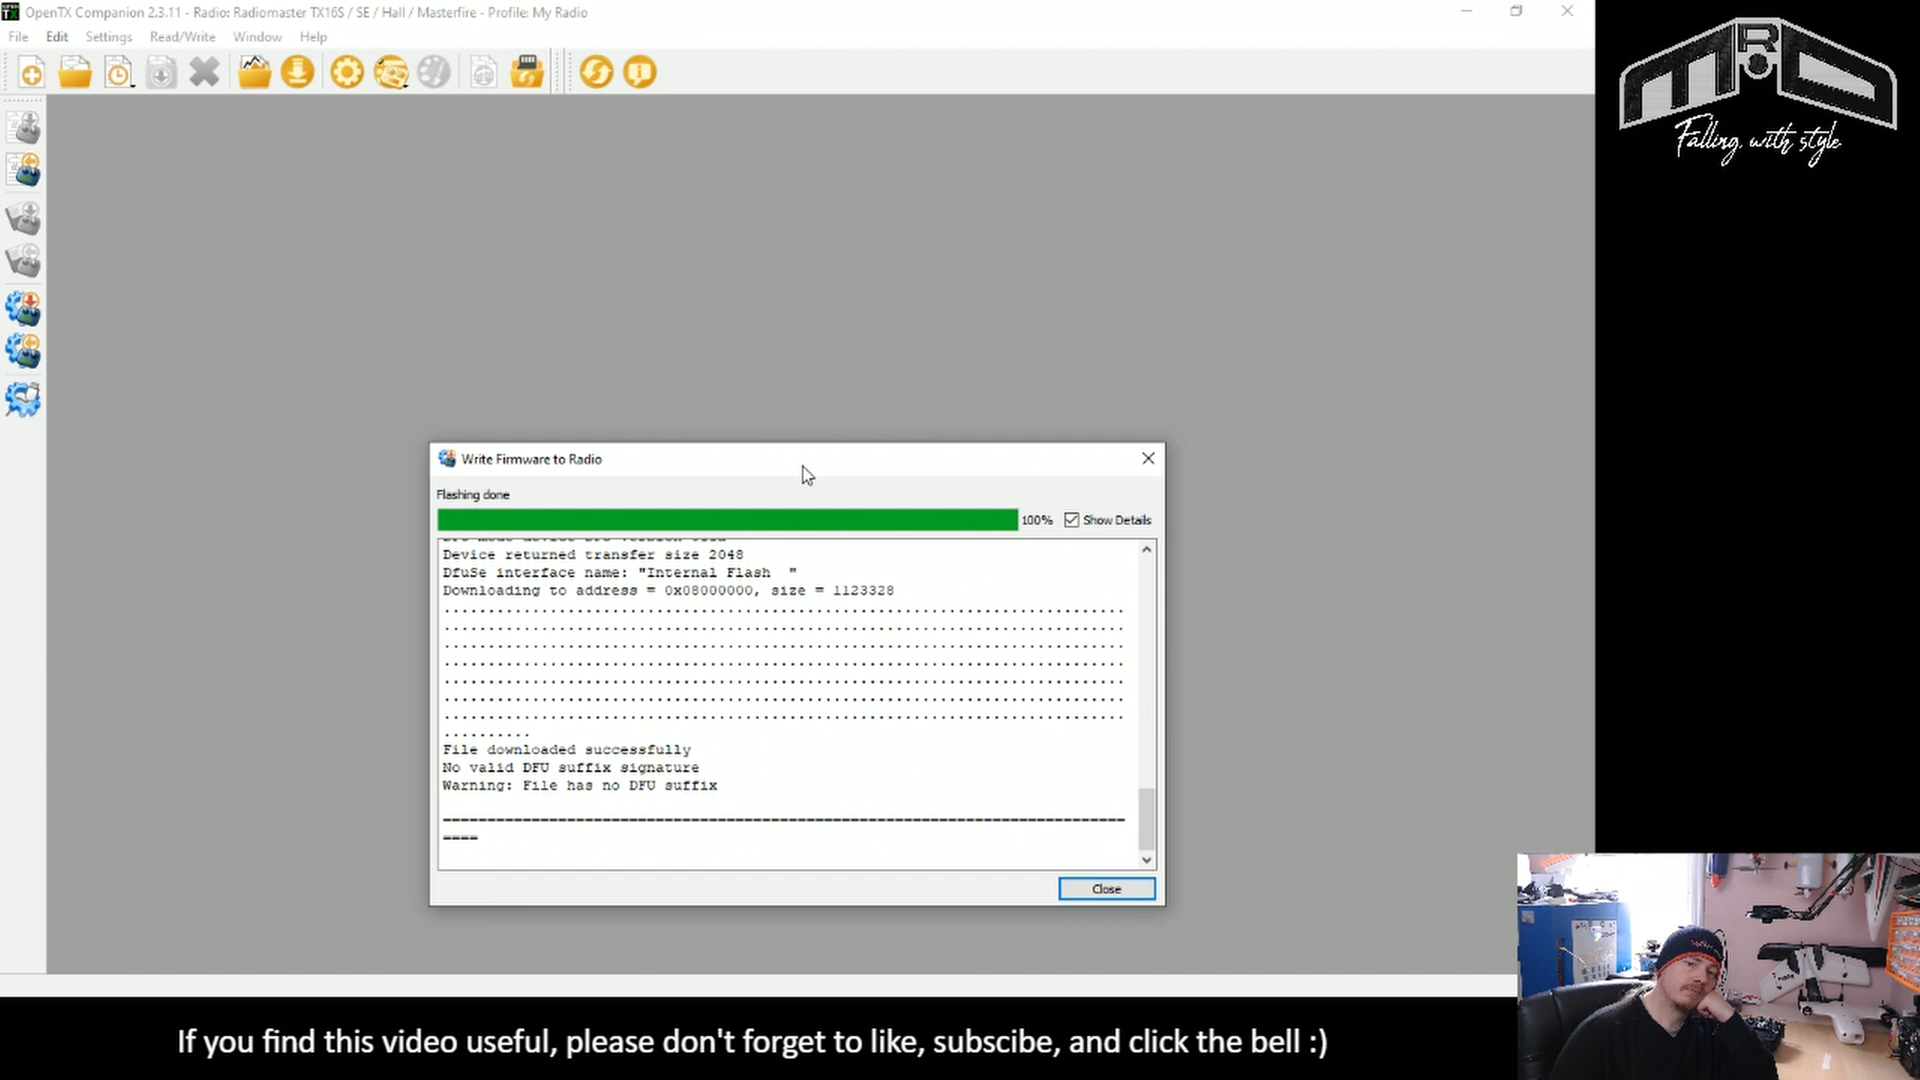 OpenTX Companion 2.3.11 - Radio: Radiomaster TX16S / SE / Hall / Masterfire - Profile: My Radio
File Edit Settings Read/Write Window Help
MRD
Falling with style
Write Firmware to Radio
Flashing done
100% Show Details
Device returned transfer size 2048
DfuSe interface name: "Internal Flash  "
Downloading to address = 0x08000000, size = 1123328
File downloaded successfully
No valid DFU suffix signature
Warning: File has no DFU suffix
Close
If you find this video useful, please don't forget to like, subscibe, and click the bell :)